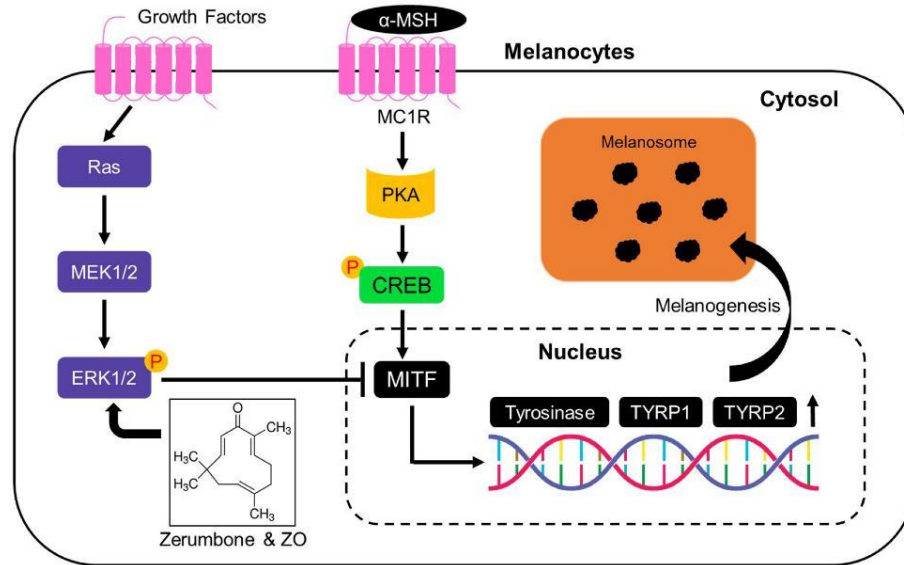 Growth Factors
α-MSH
Melanocytes
Cytosol
MC1R
Melanosome
Ras
PKA
MEK1/2
P
CREB
Melanogenesis
Nucleus
P
ERK1/2
MITF
Tyrosinase
TYRP1
TYRP2
O
CH₃
H₃C
H₃C
CH₃
Zerumbone & ZO